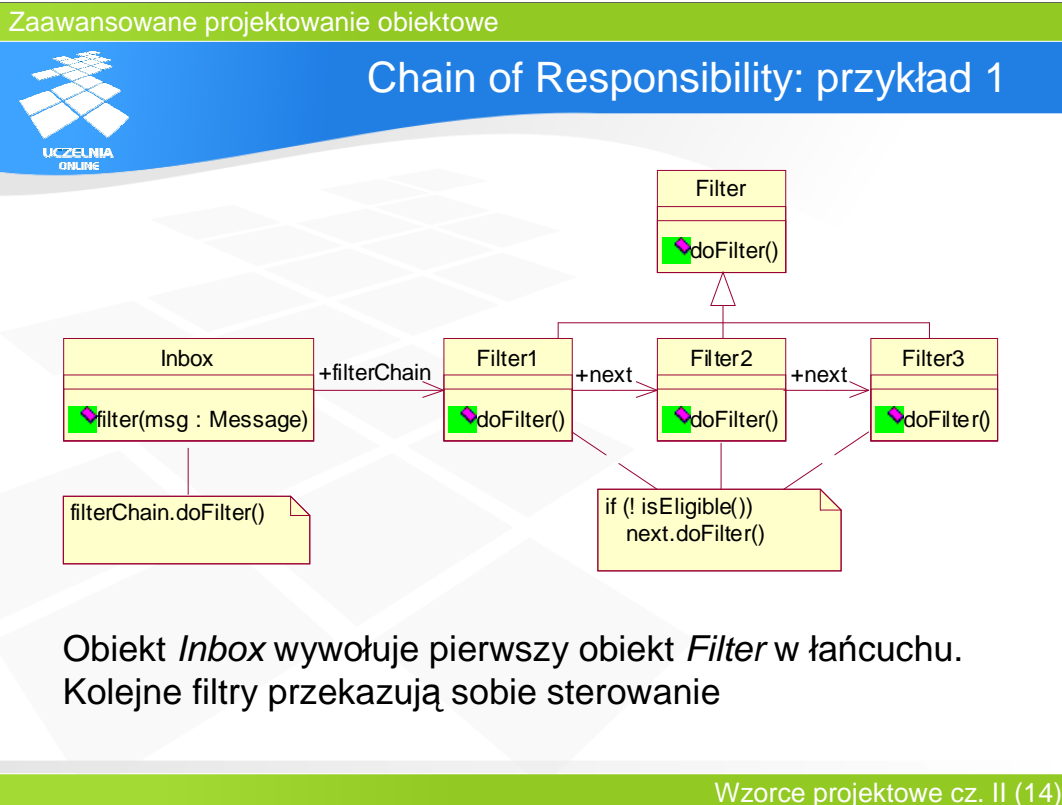 Zaawansowane projektowanie obiektowe
Chain of Responsibility: przykład 1
UCZELNIA
ONLINE
Filter
doFilter()
Inbox
filter(msg : Message)
+filterChain
Filter1
doFilter()
+next
Filter2
doFilter()
+next
Filter3
doFilter()
filterChain.doFilter()
if (! isEligible())
next.doFilter()
Obiekt Inbox wywołuje pierwszy obiekt Filter w łańcuchu.
Kolejne filtry przekazują sobie sterowanie
Wzorce projektowe cz. II (14)